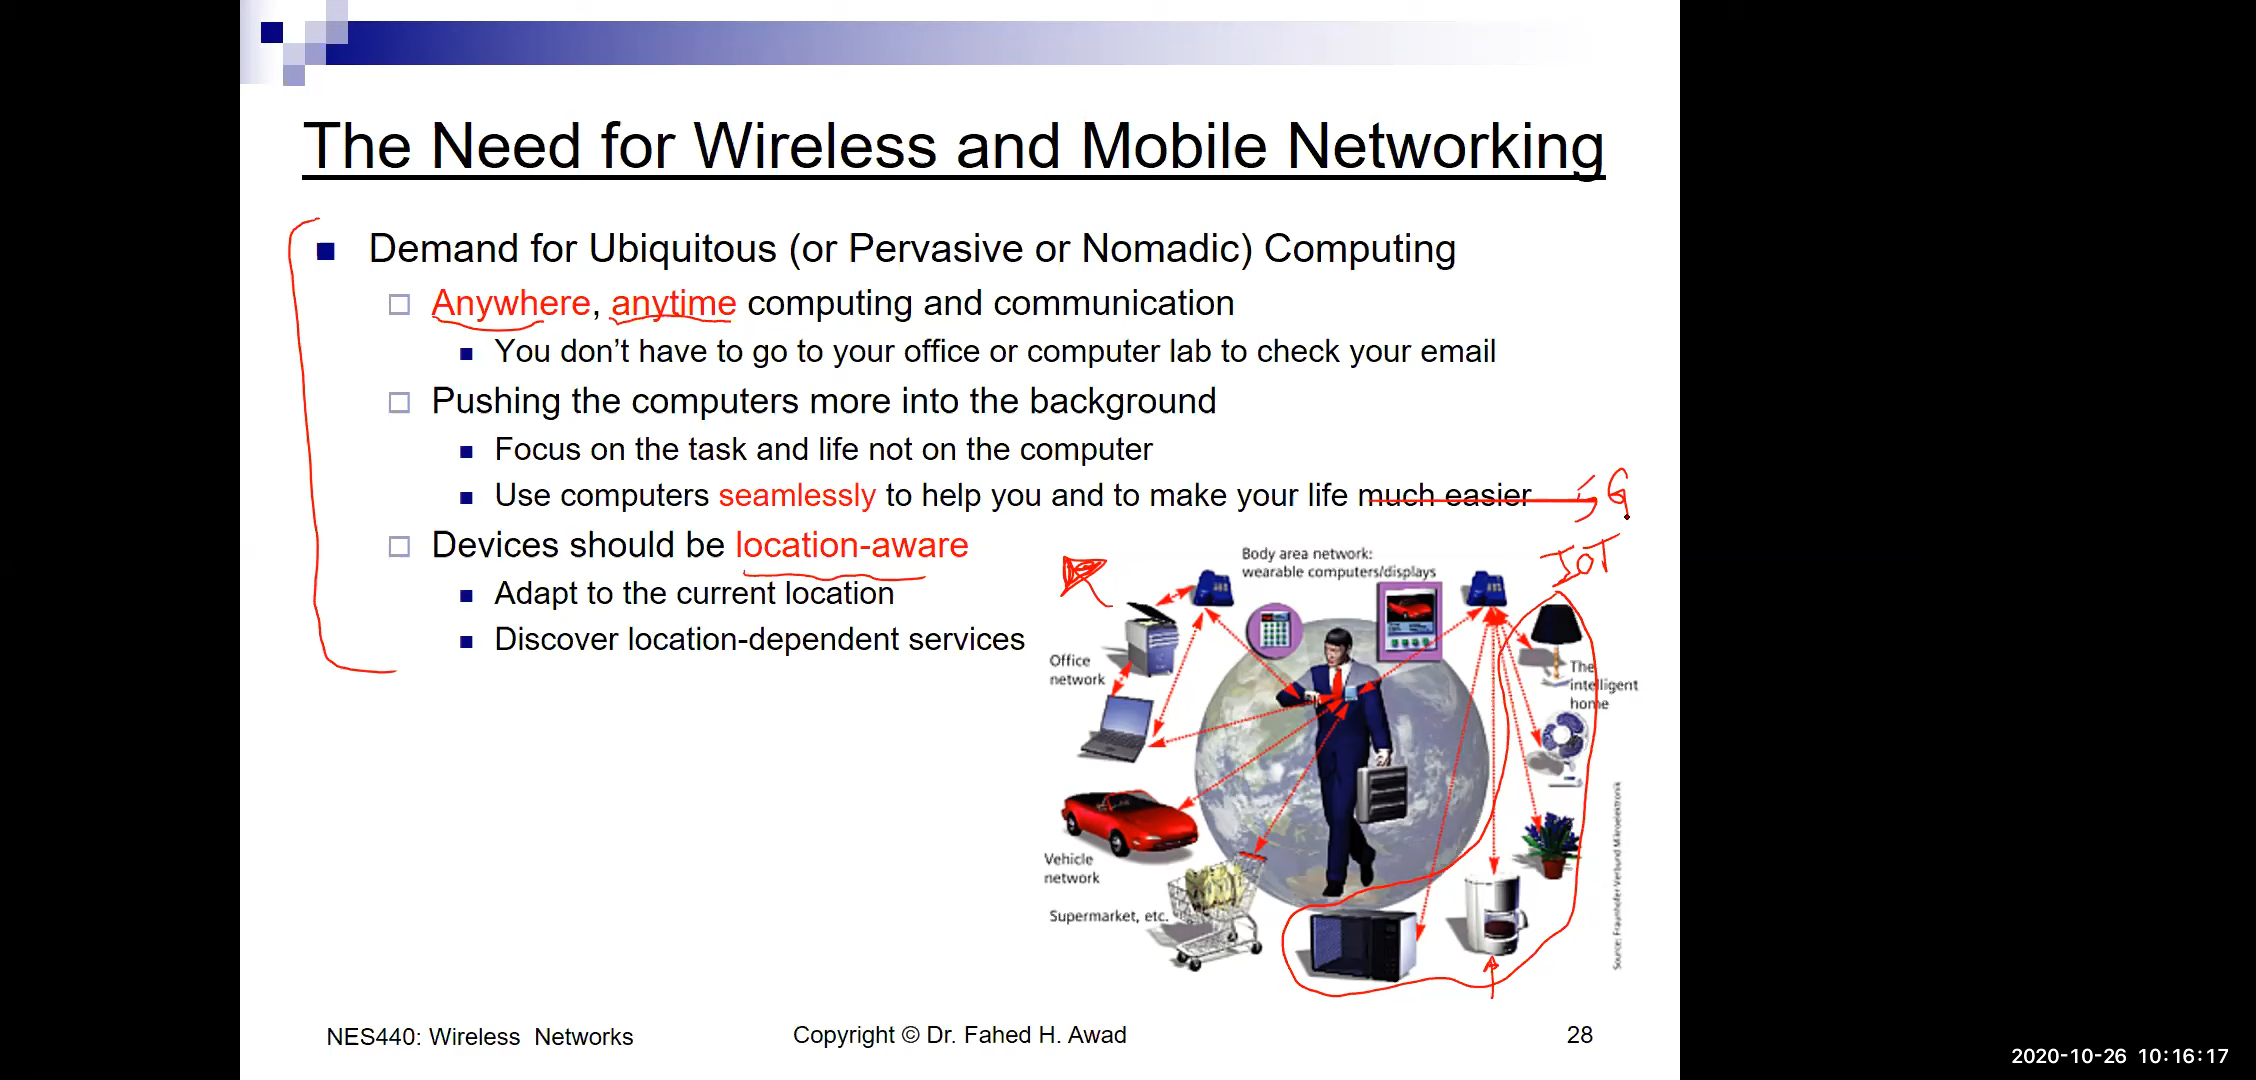 The Need for Wireless and Mobile Networking
Demand for Ubiquitous (or Pervasive or Nomadic) Computing
Anywhere, anytime computing and communication
You don't have to go to your office or computer lab to check your email
Pushing the computers more into the background
Focus on the task and life not on the computer
Use computers seamlessly to help you and to make your life much easier
5G
IOT
Devices should be location-aware
Adapt to the current location
Discover location-dependent services
Body area network:
wearable computers/displays
Office
network
The
intelligent
home
Vehicle
network
Supermarket, etc.
Source: Fraunhofer Verbund Mikroelektronik
NES440: Wireless Networks
Copyright © Dr. Fahed H. Awad
28
2020-10-26 10:16:17